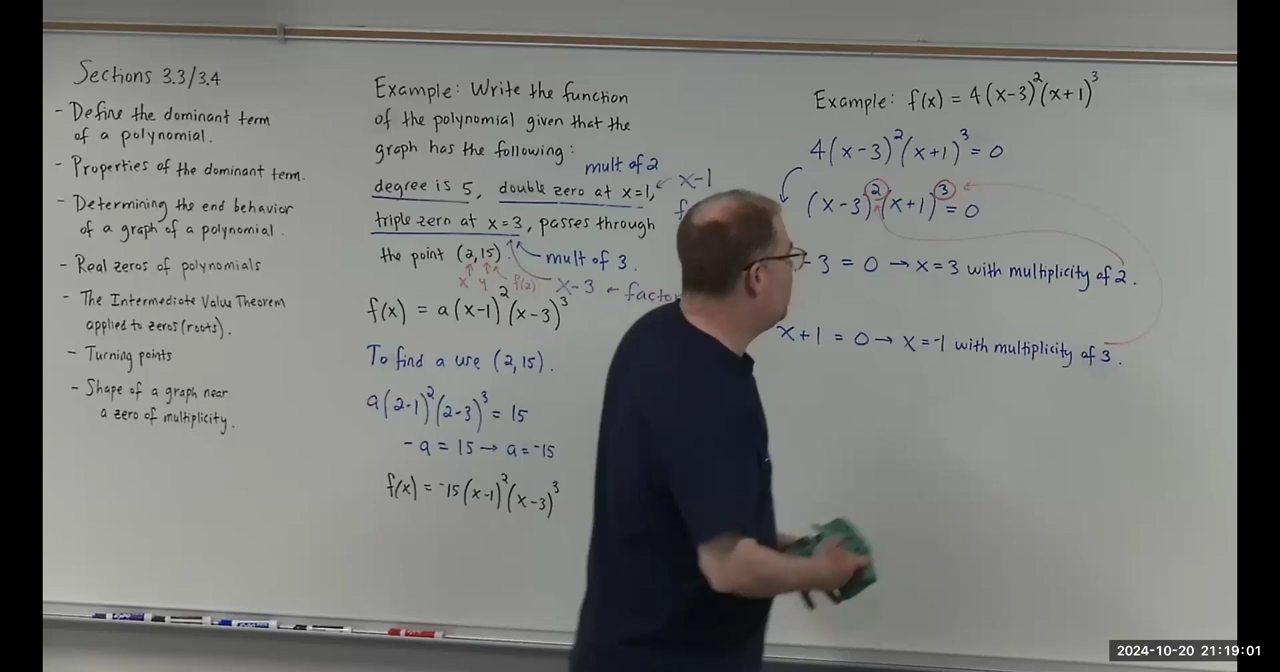 Sections 3.3/3.4
- Define the dominant term
of a polynomial.
- Properties of the dominant term.
- Determining the end behavior
of a graph of a polynomial.
- Real zeros of polynomials
- The Intermediate Value Theorem
applied to zeros (roots).
- Turning points
- Shape of a graph near
a zero of multiplicity.
Example: Write the function
of the polynomial given that the
graph has the following:
mult of 2
degree is 5, double zero at x=1, ← x-1
triple zero at x=3, passes through
the point (2,15). mult of 3.
x y f(2) x-3 ← factor
f(x) = a(x-1)²(x-3)³
To find a use (2,15).
a(2-1)²(2-3)³ = 15
-a = 15 → a = -15
f(x) = -15(x-1)²(x-3)³
Example: f(x) = 4(x-3)²(x+1)³
4(x-3)²(x+1)³ = 0
(x-3)²(x+1)³ = 0
-3 = 0 → x = 3 with multiplicity of 2.
x+1 = 0 → x = -1 with multiplicity of 3.
2024-10-20 21:19:01